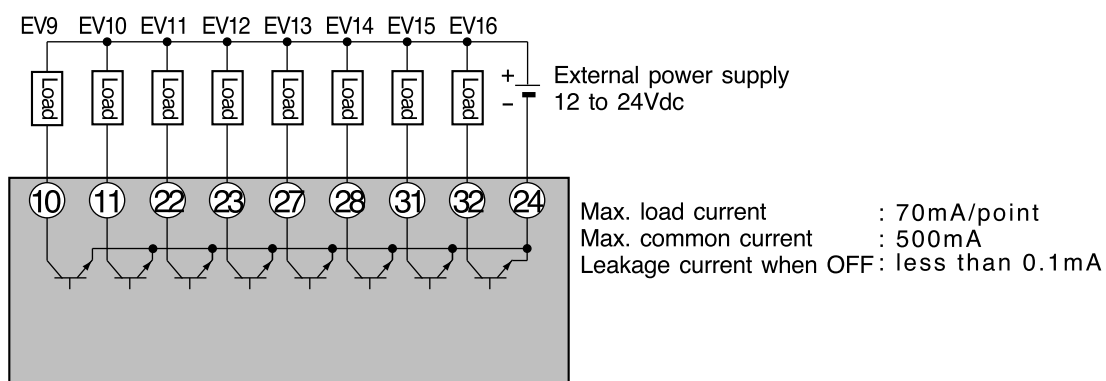 EV9 EV10 EV11 EV12 EV13 EV14 EV15 EV16
Load Load Load Load Load Load Load Load
+ External power supply
– 12 to 24Vdc
10 11 22 23 27 28 31 32 24
Max. load current : 70mA/point
Max. common current : 500mA
Leakage current when OFF : less than 0.1mA